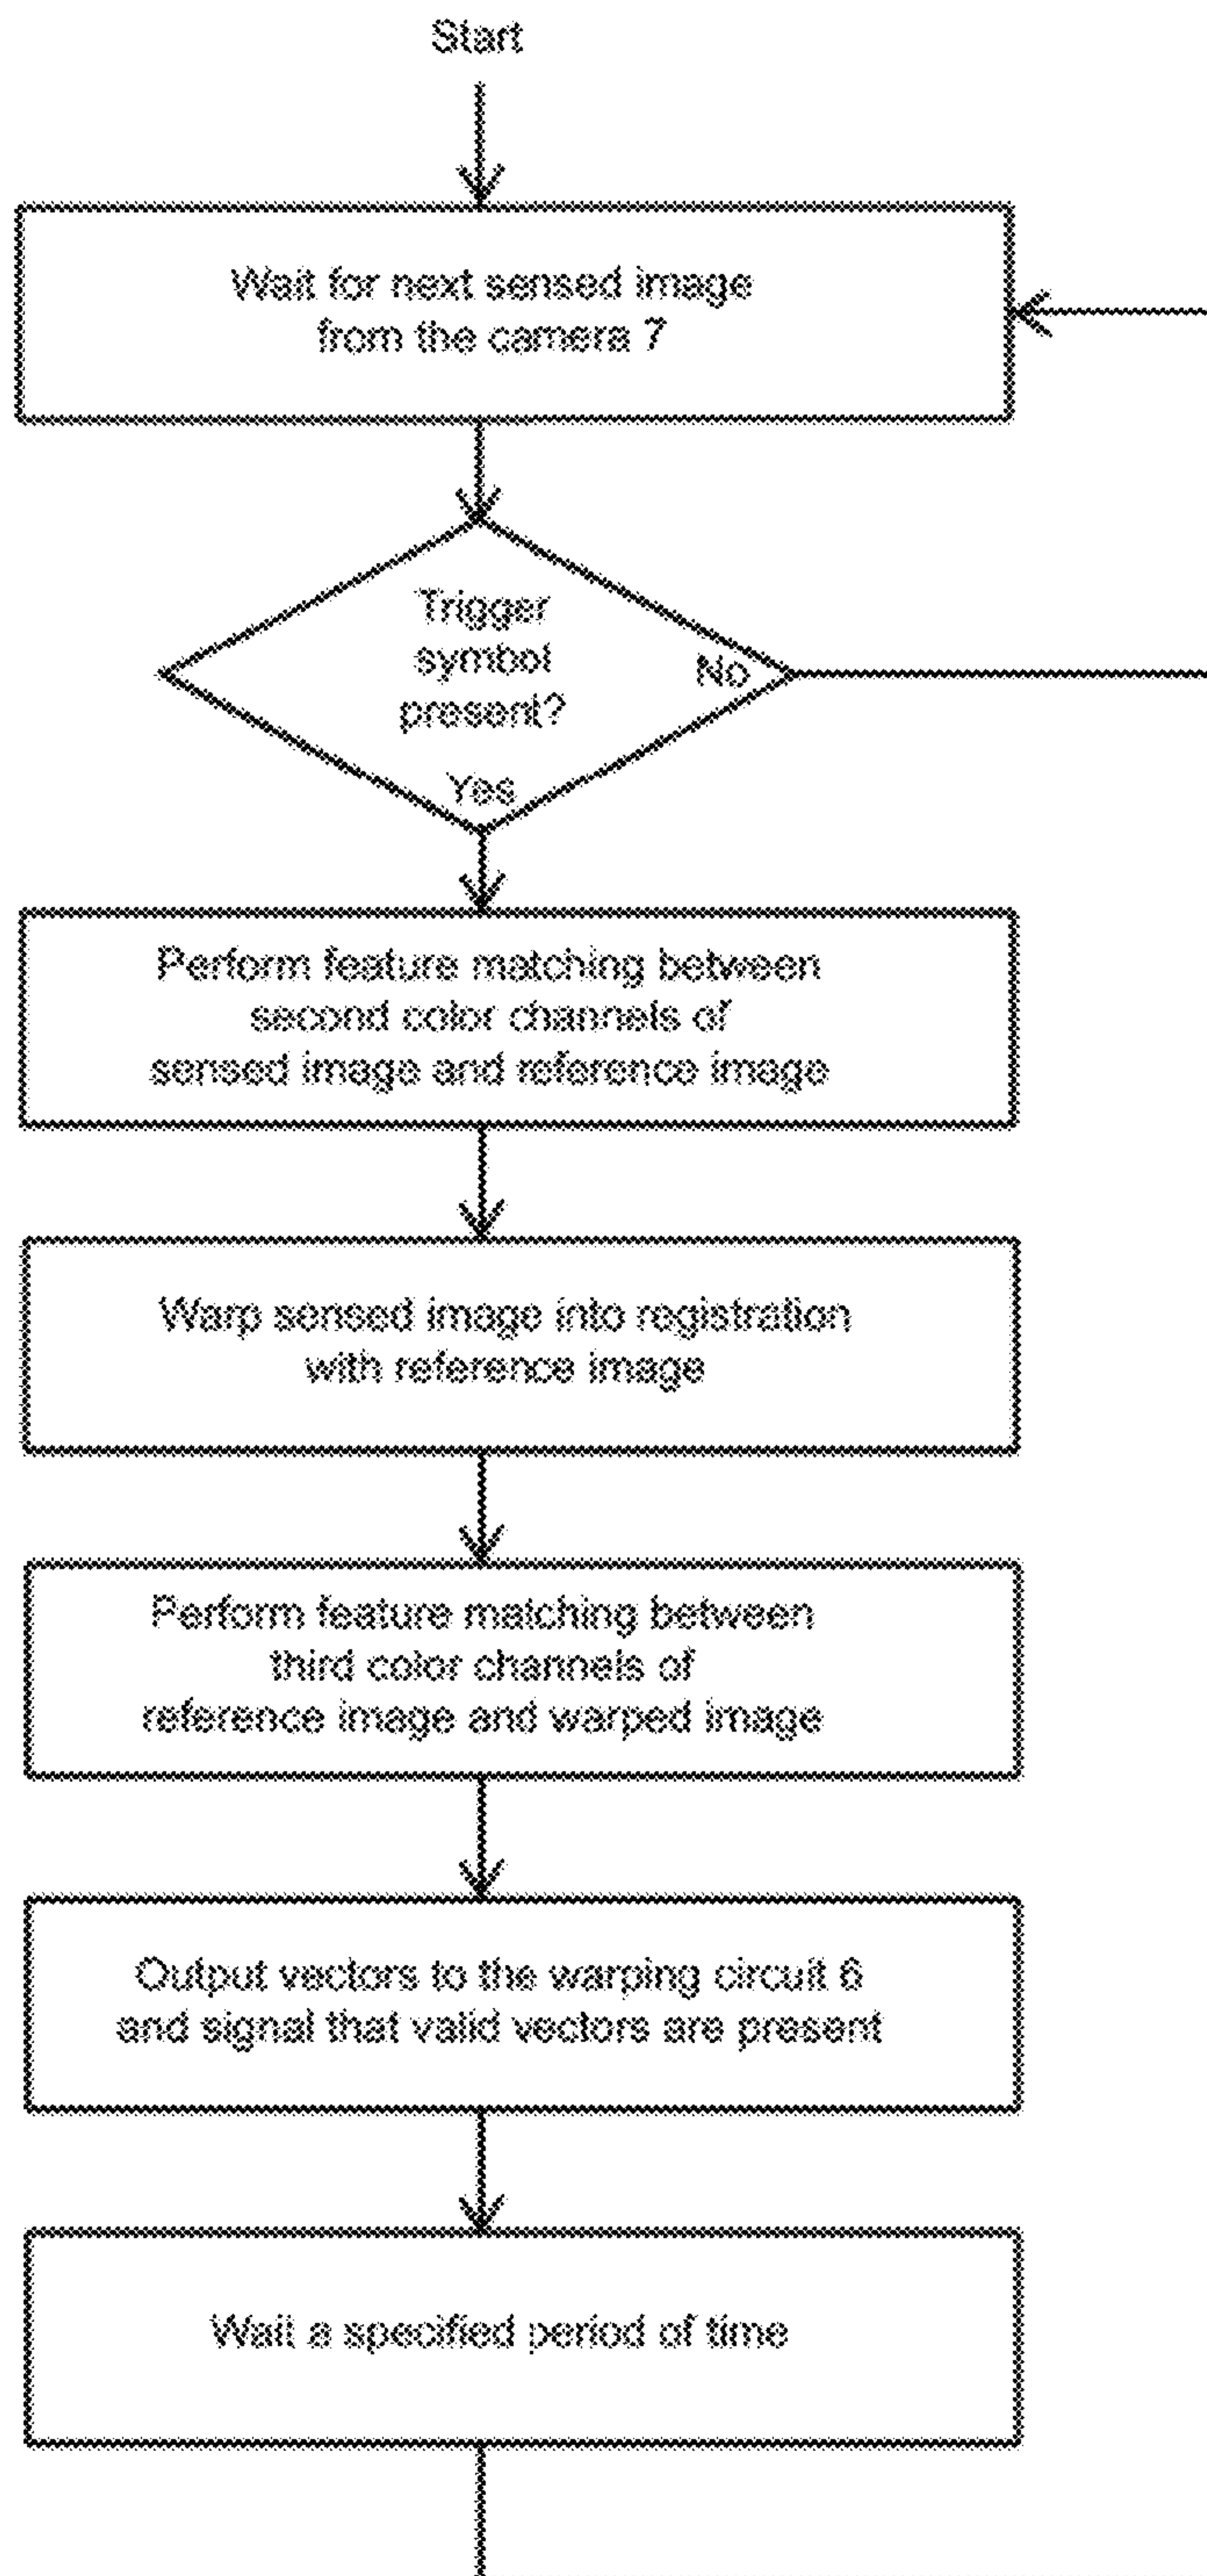 Start
Wait for next sensed image
from the camera 7
Trigger
symbol
present?
No
Yes
Perform feature matching between
second color channels of
sensed image and reference image
Warp sensed image into registration
with reference image
Perform feature matching between
third color channels of
reference image and warped image
Output vectors to the warping circuit 6
and signal that valid vectors are present
Wait a specified period of time